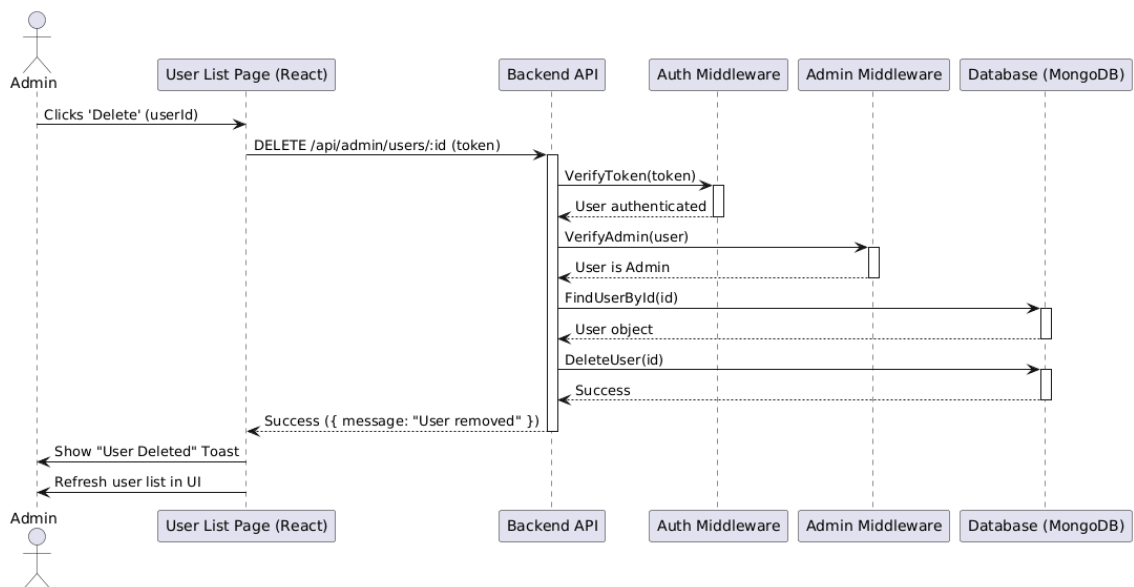 Admin
User List Page (React)
Backend API
Auth Middleware
Admin Middleware
Database (MongoDB)
Clicks 'Delete' (userId)
DELETE /api/admin/users/:id (token)
VerifyToken(token)
User authenticated
VerifyAdmin(user)
User is Admin
FindUserById(id)
User object
DeleteUser(id)
Success
Success ({ message: "User removed" })
Show "User Deleted" Toast
Refresh user list in UI
Admin
User List Page (React)
Backend API
Auth Middleware
Admin Middleware
Database (MongoDB)